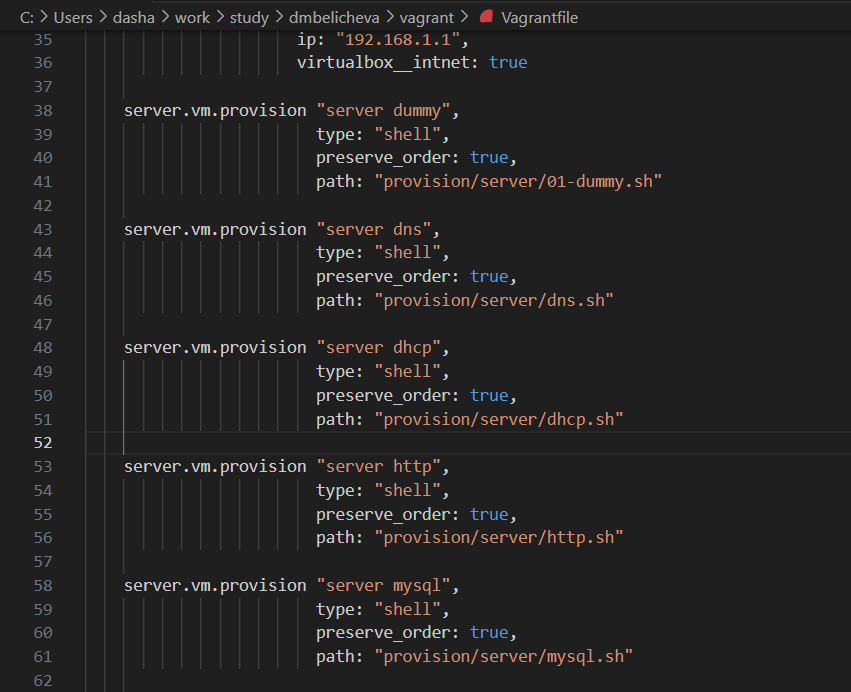 C: > Users > dasha > work > study > dmbelicheva > vagrant > Vagrantfile
35 ip: "192.168.1.1",
36 virtualbox__intnet: true
37
38 server.vm.provision "server dummy",
39 type: "shell",
40 preserve_order: true,
41 path: "provision/server/01-dummy.sh"
42
43 server.vm.provision "server dns",
44 type: "shell",
45 preserve_order: true,
46 path: "provision/server/dns.sh"
47
48 server.vm.provision "server dhcp",
49 type: "shell",
50 preserve_order: true,
51 path: "provision/server/dhcp.sh"
52
53 server.vm.provision "server http",
54 type: "shell",
55 preserve_order: true,
56 path: "provision/server/http.sh"
57
58 server.vm.provision "server mysql",
59 type: "shell",
60 preserve_order: true,
61 path: "provision/server/mysql.sh"
62